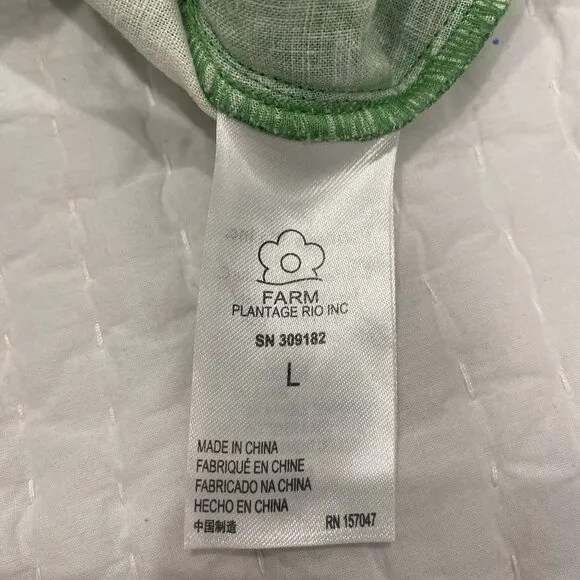 FARM
PLANTAGE RIO INC
SN 309182
L
MADE IN CHINA
FABRIQUÉ EN CHINE
FABRICADO NA CHINA
HECHO EN CHINA
中国制造 RN 157047